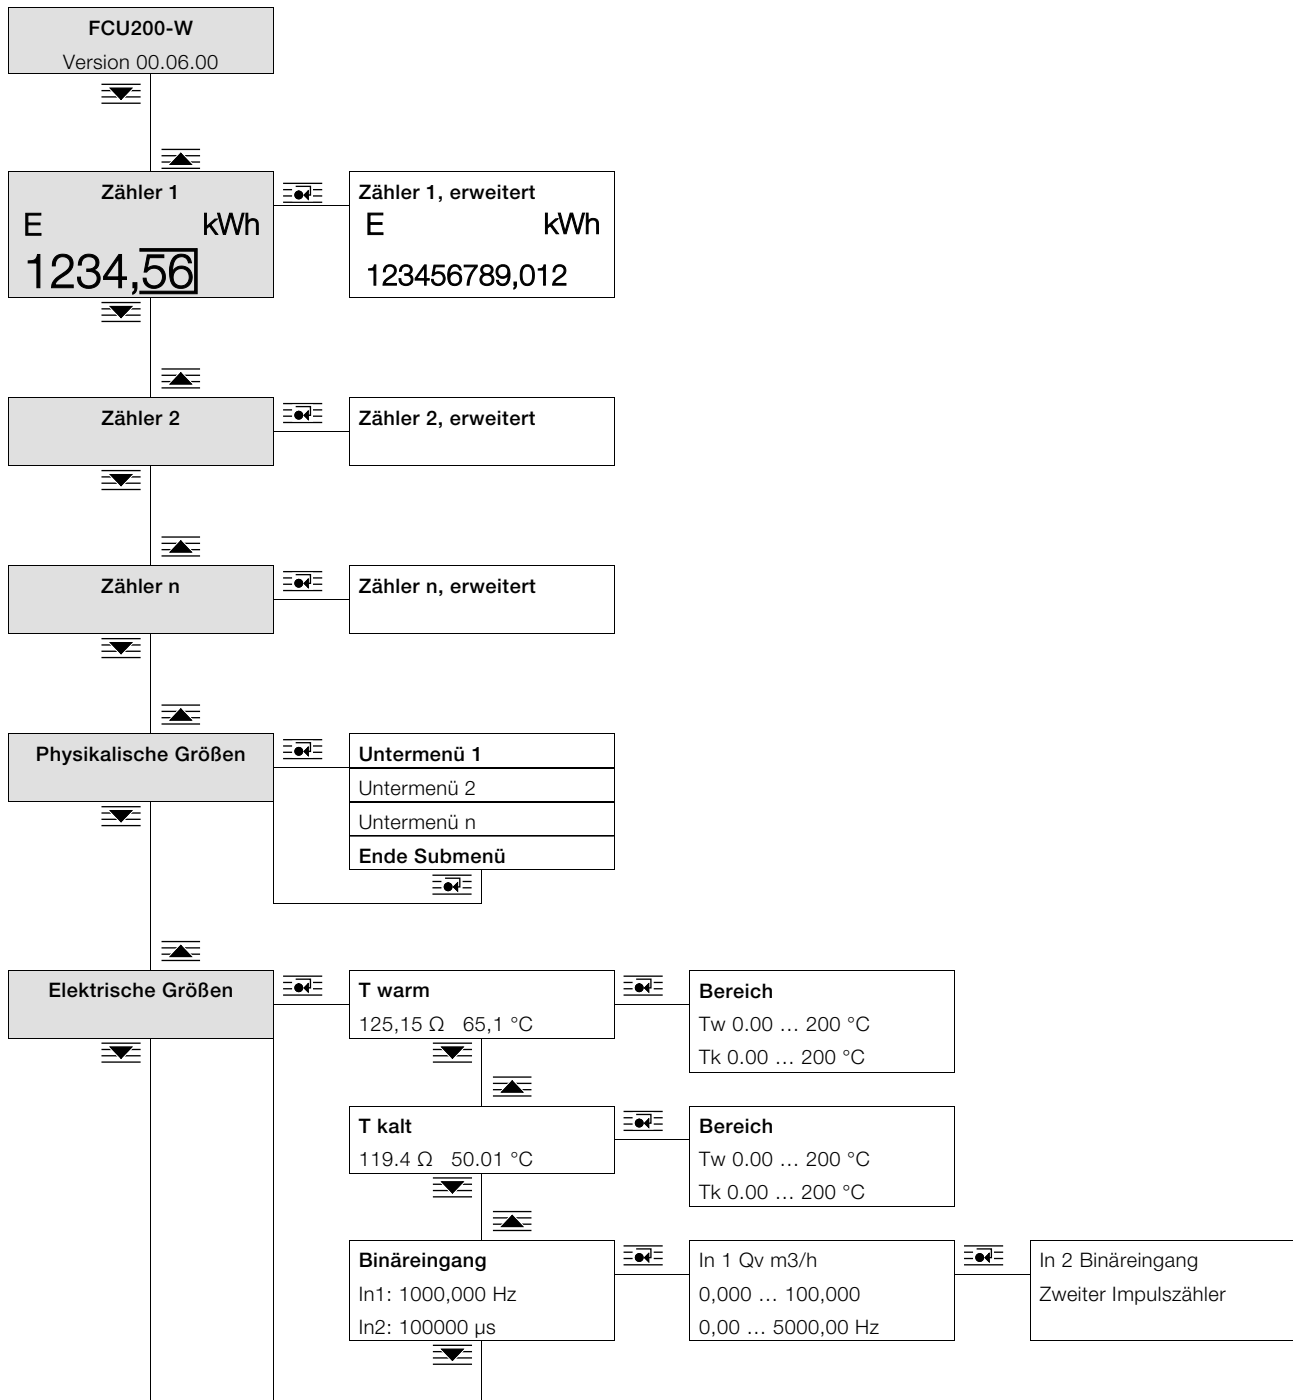 FCU200-W
Version 00.06.00
Zähler 1
E kWh
1234,56
Zähler 1, erweitert
E kWh
123456789,012
Zähler 2
Zähler 2, erweitert
Zähler n
Zähler n, erweitert
Physikalische Größen
Untermenü 1
Untermenü 2
Untermenü n
Ende Submenü
Elektrische Größen
T warm
125,15 Ω 65,1 °C
Bereich
Tw 0.00 … 200 °C
Tk 0.00 … 200 °C
T kalt
119.4 Ω 50.01 °C
Bereich
Tw 0.00 … 200 °C
Tk 0.00 … 200 °C
Binäreingang
In1: 1000,000 Hz
In2: 100000 µs
In 1 Qv m3/h
0,000 … 100,000
0,00 … 5000,00 Hz
In 2 Binäreingang
Zweiter Impulszähler